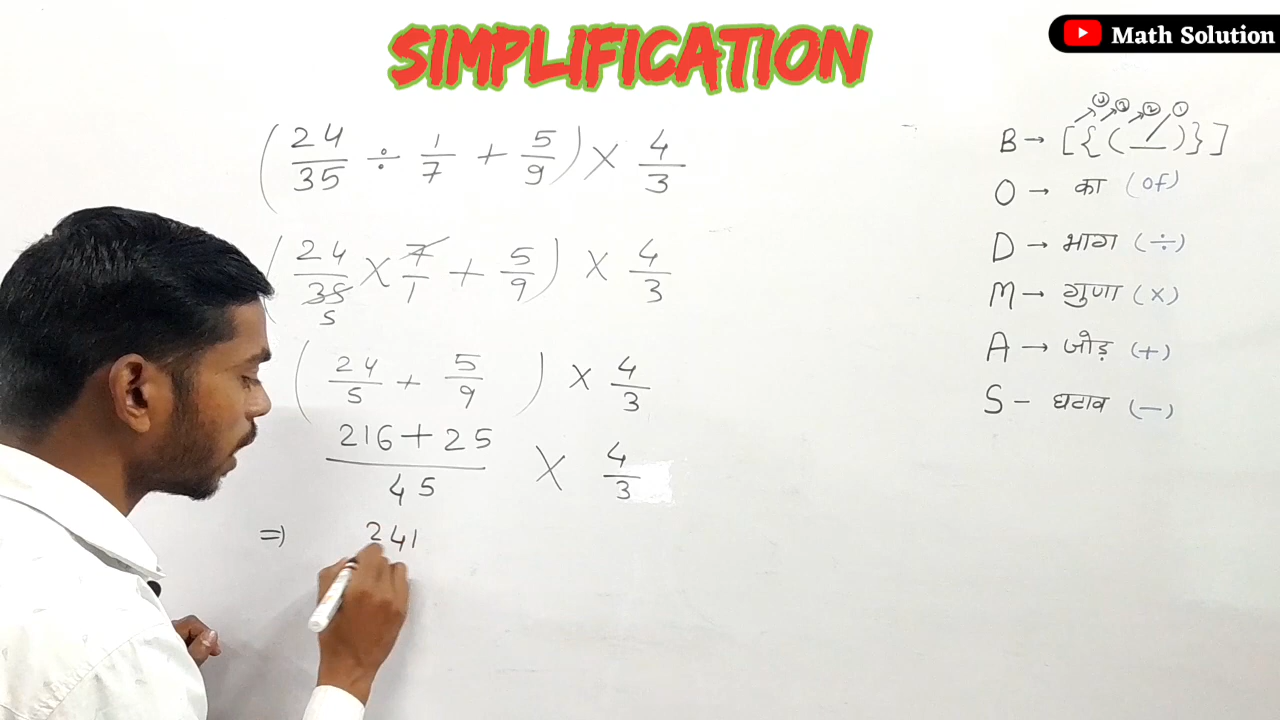 SIMPLIFICATION
Math Solution
(24/35 ÷ 1/7 + 5/9) × 4/3
(24/35 × 7/1 + 5/9) × 4/3
5
(24/5 + 5/9) × 4/3
216 + 25 / 45 × 4/3
⇒ 241
B → [{(‾)}]
O → का (of)
D → भाग (÷)
M → गुणा (×)
A → जोड़ (+)
S – घटाव (–)